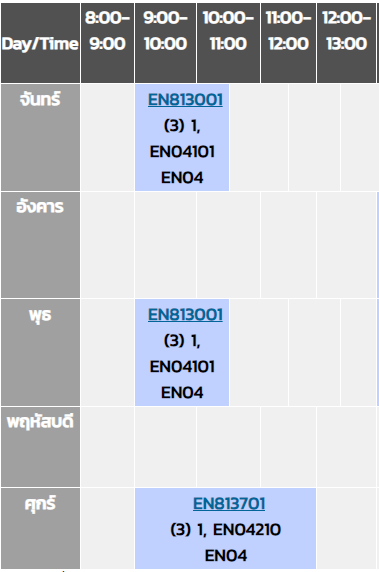 Day/Time 8:00-9:00 9:00-10:00 10:00-11:00 11:00-12:00 12:00-13:00
จันทร์
EN813001
(3) 1,
EN04101
EN04
อังคาร
พุธ
EN813001
(3) 1,
EN04101
EN04
พฤหัสบดี
ศุกร์
EN813701
(3) 1, EN04210
EN04